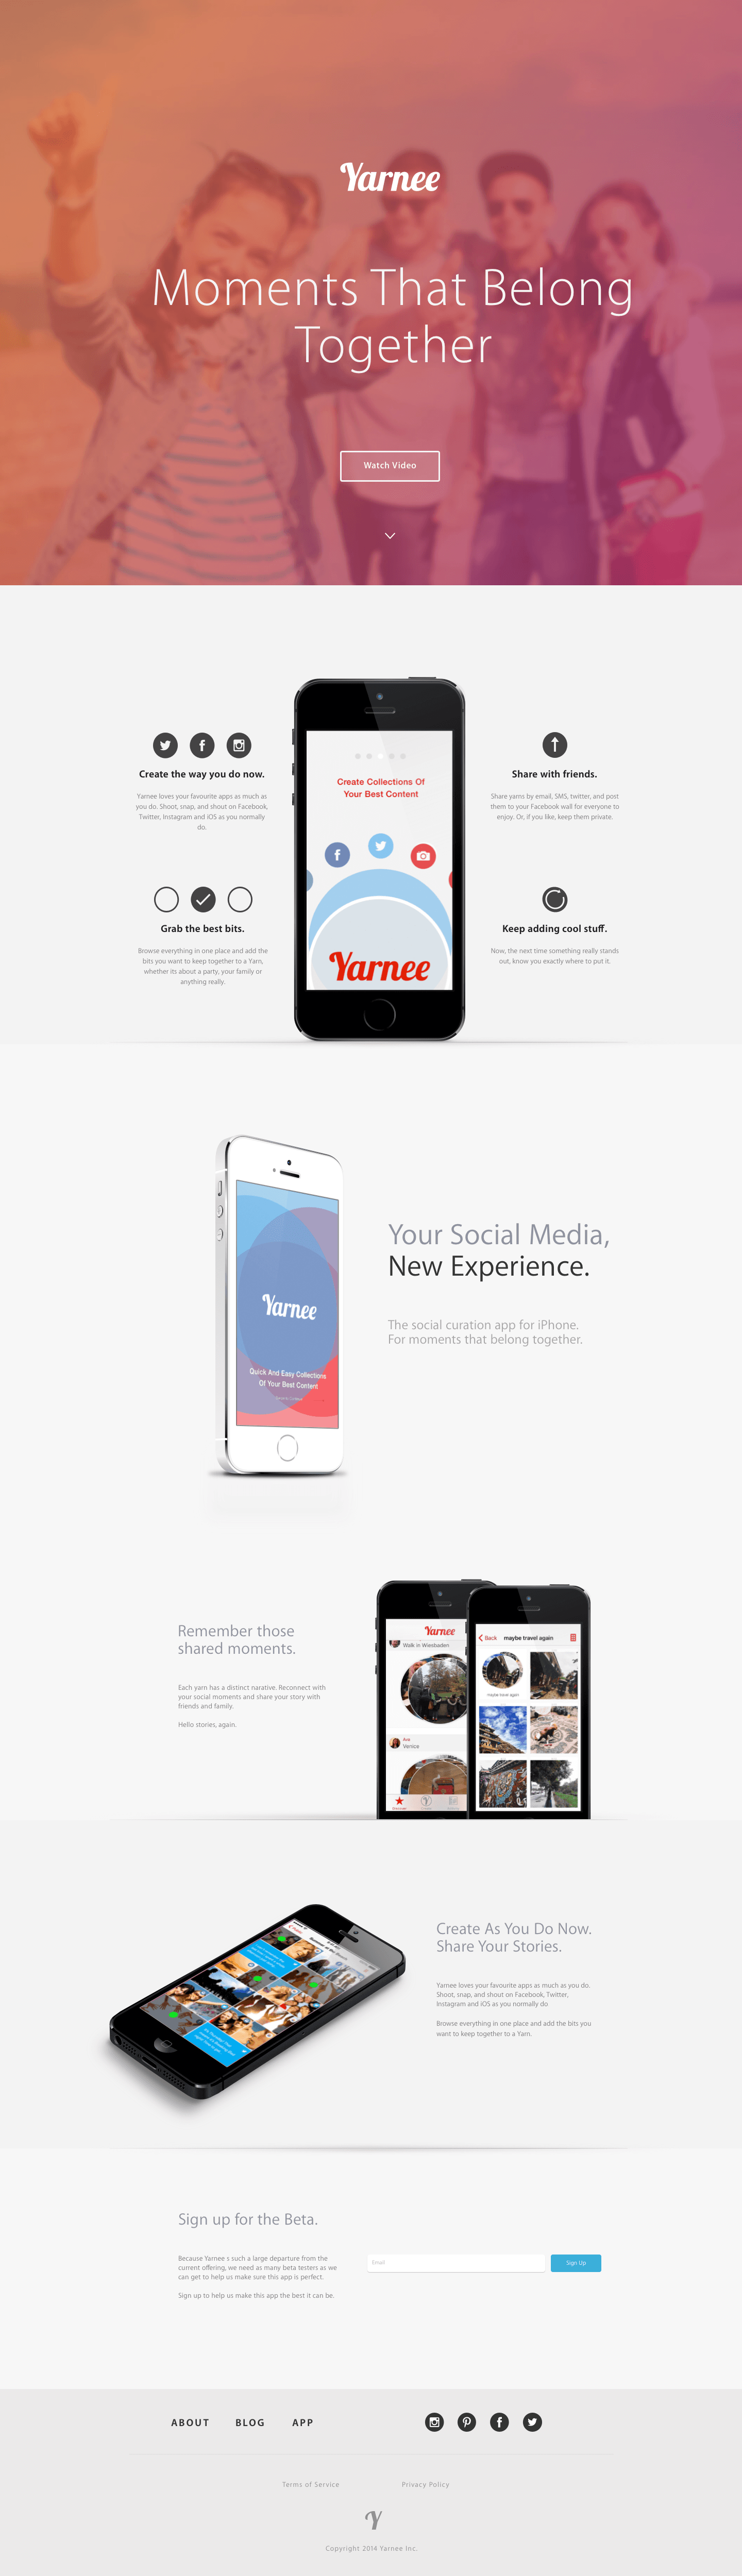 Yarnee
Moments That Belong
Together
Watch Video
Create the way you do now.
Yarnee loves your favourite apps as much as
you do. Shoot, snap, and shout on Facebook,
Twitter, Instagram and iOS as you normally
do.
Grab the best bits.
Browse everything in one place and add the
bits you want to keep together to a Yarn,
whether its about a party, your family or
anything really.
Create Collections Of
Your Best Content
Yarnee
Share with friends.
Share yarns by email, SMS, twitter, and post
them to your Facebook wall for everyone to
enjoy. Or, if you like, keep them private.
Keep adding cool stuff.
Now, the next time something really stands
out, know you exactly where to put it.
Yarnee
Quick And Easy Collections
Of Your Best Content
Your Social Media,
New Experience.
The social curation app for iPhone.
For moments that belong together.
Remember those
shared moments.
Each yarn has a distinct narative. Reconnect with
your social moments and share your story with
friends and family.
Hello stories, again.
Yarnee
Walk in Wiesbaden
Venice
Back
maybe travel again
maybe travel again
Create As You Do Now.
Share Your Stories.
Yarnee loves your favourite apps as much as you do.
Shoot, snap, and shout on Facebook, Twitter,
Instagram and iOS as you normally do
Browse everything in one place and add the bits you
want to keep together to a Yarn.
Sign up for the Beta.
Because Yarnee s such a large departure from the
current offering, we need as many beta testers as we
can get to help us make sure this app is perfect.
Sign up to help us make this app the best it can be.
Email
Sign Up
ABOUT BLOG APP
Terms of Service
Privacy Policy
Y
Copyright 2014 Yarnee Inc.